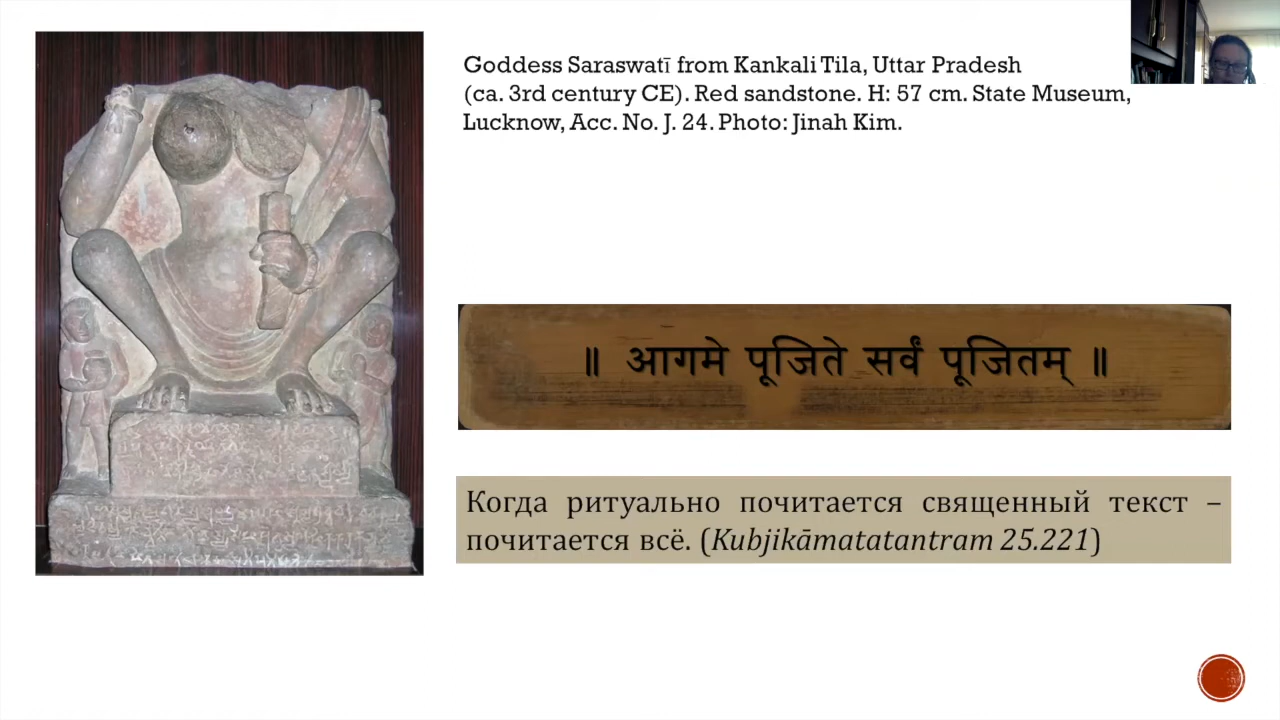 Goddess Saraswatī from Kankali Tila, Uttar Pradesh
(ca. 3rd century CE). Red sandstone. H: 57 cm. State Museum,
Lucknow, Acc. No. J. 24. Photo: Jinah Kim.
॥ आगमे पूजिते सर्वं पूजितम् ॥
Когда ритуально почитается священный текст –
почитается всё. (Kubjikāmatatantram 25.221)